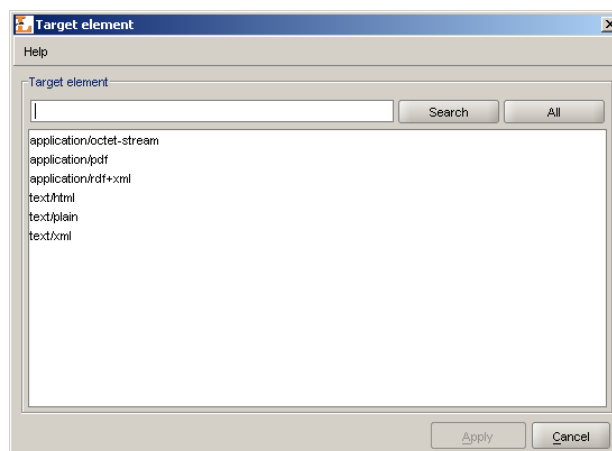 Target element
Help
Target element
Search
All
application/octet-stream
application/pdf
application/rdf+xml
text/html
text/plain
text/xml
Apply
Cancel